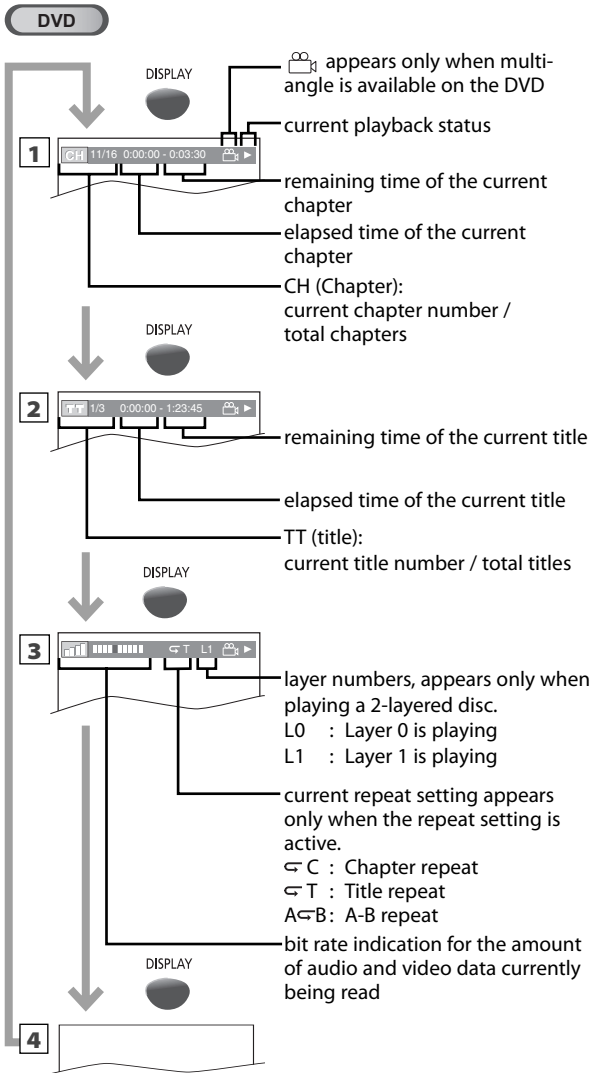 DVD
DISPLAY
appears only when multi-
angle is available on the DVD
current playback status
1
CH 11/16 0:00:00 - 0:03:30
remaining time of the current
chapter
elapsed time of the current
chapter
CH (Chapter):
current chapter number /
total chapters
DISPLAY
2
TT 1/3 0:00:00 - 1:23:45
remaining time of the current title
elapsed time of the current title
TT (title):
current title number / total titles
DISPLAY
3
T L1
layer numbers, appears only when
playing a 2-layered disc.
L0 : Layer 0 is playing
L1 : Layer 1 is playing
current repeat setting appears
only when the repeat setting is
active.
C : Chapter repeat
T : Title repeat
A B : A-B repeat
bit rate indication for the amount
of audio and video data currently
being read
DISPLAY
4